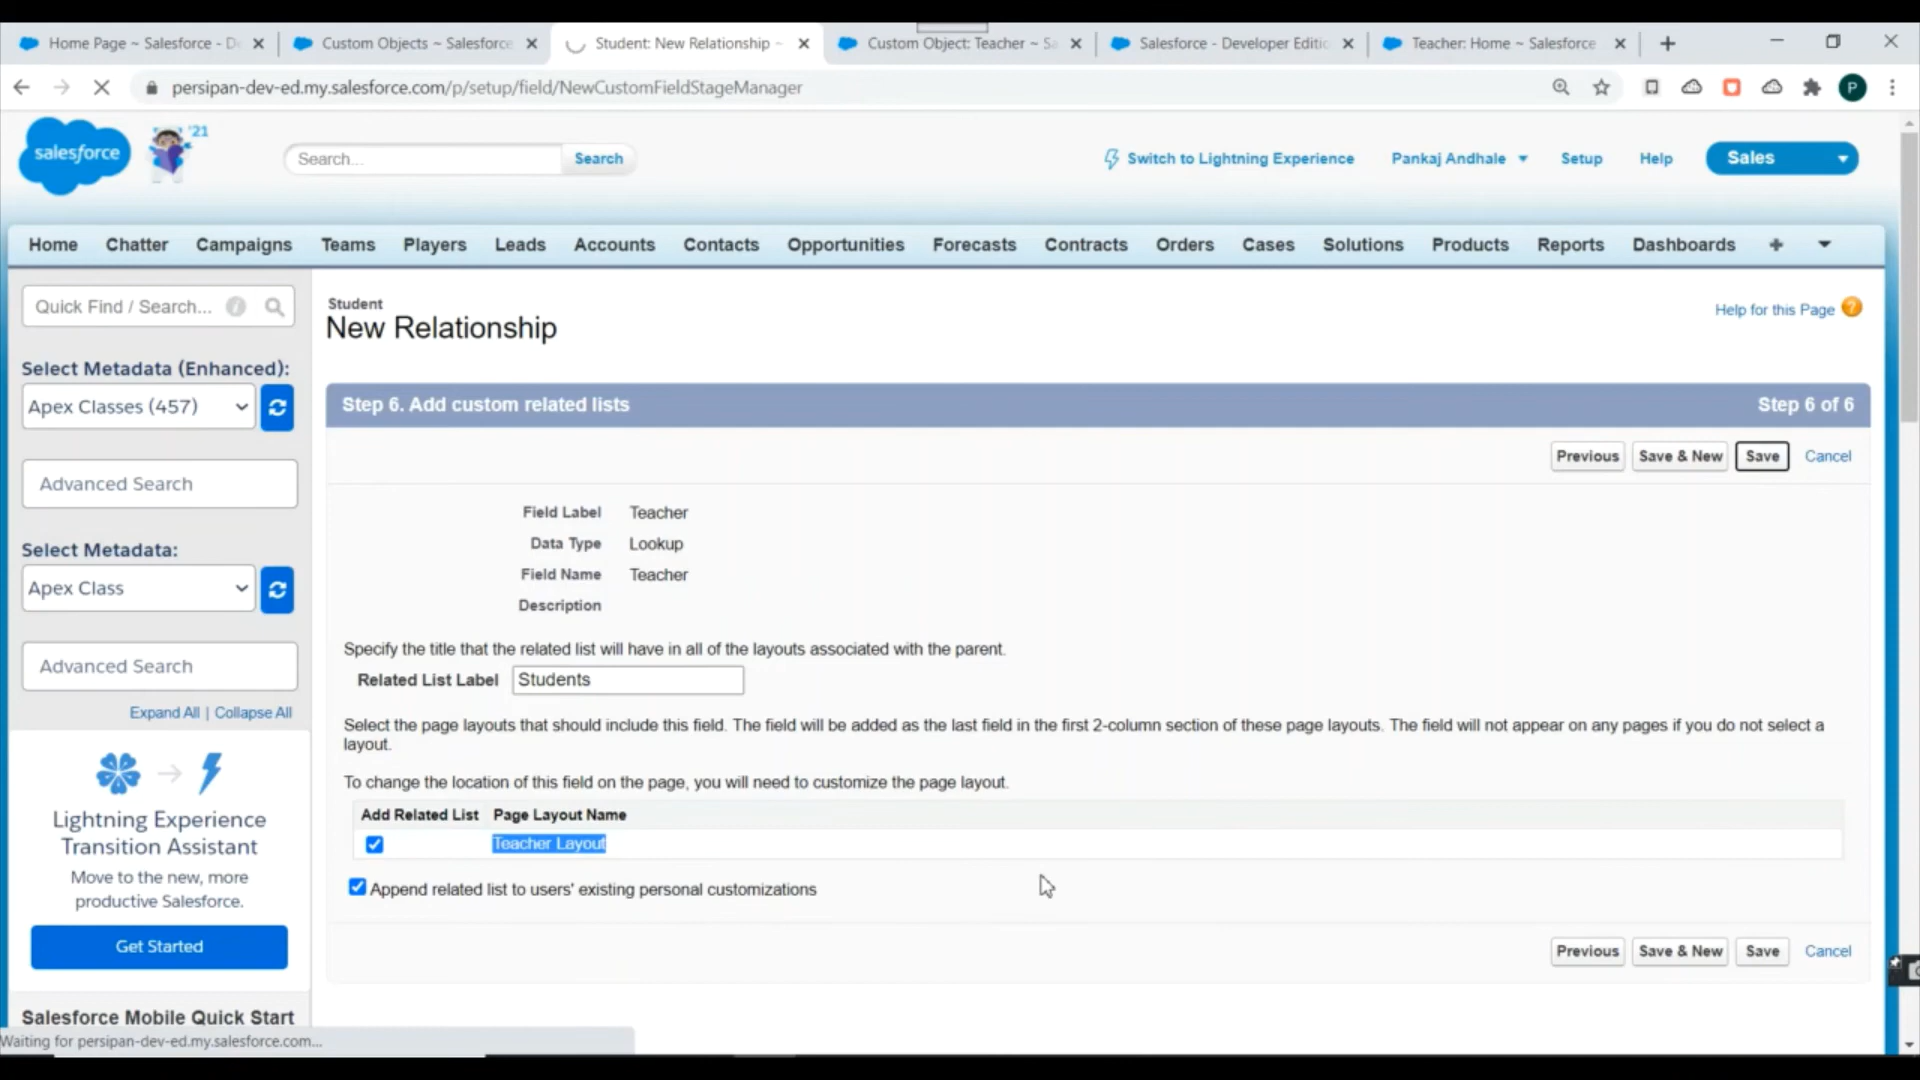 Home Page ~ Salesforce - De
Custom Objects ~ Salesforce
Student: New Relationship ~
Custom Object: Teacher ~ Sa
Salesforce - Developer Editio
Teacher: Home ~ Salesforce
persipan-dev-ed.my.salesforce.com/p/setup/field/NewCustomFieldStageManager
P
salesforce
'21
Search...
Search
Switch to Lightning Experience
Pankaj Andhale
Setup
Help
Sales
Home
Chatter
Campaigns
Teams
Players
Leads
Accounts
Contacts
Opportunities
Forecasts
Contracts
Orders
Cases
Solutions
Products
Reports
Dashboards
+
Quick Find / Search...
Select Metadata (Enhanced):
Apex Classes (457)
Advanced Search
Select Metadata:
Apex Class
Advanced Search
Expand All | Collapse All
Lightning Experience
Transition Assistant
Move to the new, more
productive Salesforce.
Get Started
Salesforce Mobile Quick Start
Waiting for persipan-dev-ed.my.salesforce.com...
Student
New Relationship
Help for this Page
Step 6. Add custom related lists
Step 6 of 6
Previous
Save & New
Save
Cancel
Field Label Teacher
Data Type Lookup
Field Name Teacher
Description
Specify the title that the related list will have in all of the layouts associated with the parent.
Related List Label Students
Select the page layouts that should include this field. The field will be added as the last field in the first 2-column section of these page layouts. The field will not appear on any pages if you do not select a
layout.
To change the location of this field on the page, you will need to customize the page layout.
Add Related List Page Layout Name
Teacher Layout
Append related list to users' existing personal customizations
Previous
Save & New
Save
Cancel